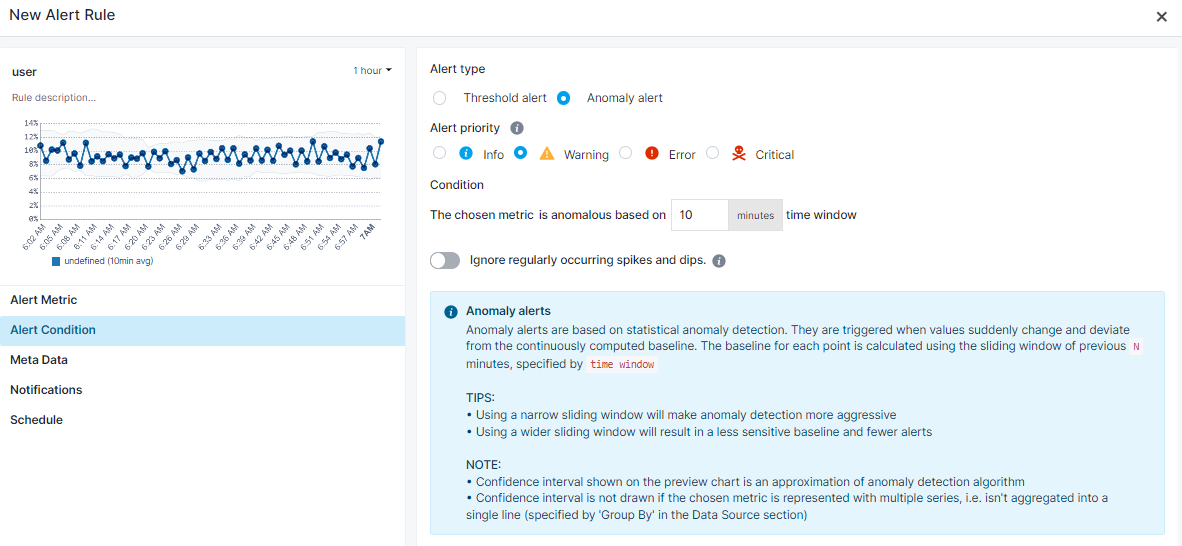 New Alert Rule
user
1 hour
Rule description...
14%
12%
10%
8%
6%
4%
2%
0%
6:02 AM
6:05 AM
6:08 AM
6:11 AM
6:14 AM
6:17 AM
6:20 AM
6:23 AM
6:26 AM
6:29 AM
6:33 AM
6:36 AM
6:39 AM
6:42 AM
6:45 AM
6:48 AM
6:51 AM
6:54 AM
6:57 AM
7AM
undefined (10min avg)
Alert Metric
Alert Condition
Meta Data
Notifications
Schedule
Alert type
Threshold alert Anomaly alert
Alert priority
Info Warning Error Critical
Condition
The chosen metric is anomalous based on 10 minutes time window
Ignore regularly occurring spikes and dips.
Anomaly alerts
Anomaly alerts are based on statistical anomaly detection. They are triggered when values suddenly change and deviate
from the continuously computed baseline. The baseline for each point is calculated using the sliding window of previous N
minutes, specified by time window
TIPS:
• Using a narrow sliding window will make anomaly detection more aggressive
• Using a wider sliding window will result in a less sensitive baseline and fewer alerts
NOTE:
• Confidence interval shown on the preview chart is an approximation of anomaly detection algorithm
• Confidence interval is not drawn if the chosen metric is represented with multiple series, i.e. isn't aggregated into a
single line (specified by 'Group By' in the Data Source section)